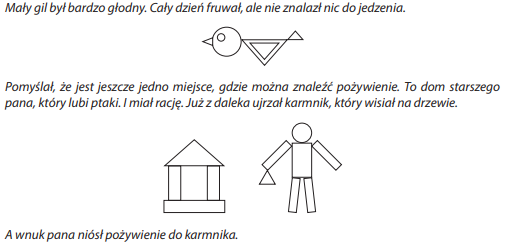 Mały gil był bardzo głodny. Cały dzień fruwał, ale nie znalazł nic do jedzenia.
Pomyślał, że jest jeszcze jedno miejsce, gdzie można znaleźć pożywienie. To dom starszego
pana, który lubi ptaki. I miał rację. Już z daleka ujrzał karmnik, który wisiał na drzewie.
A wnuk pana niósł pożywienie do karmnika.